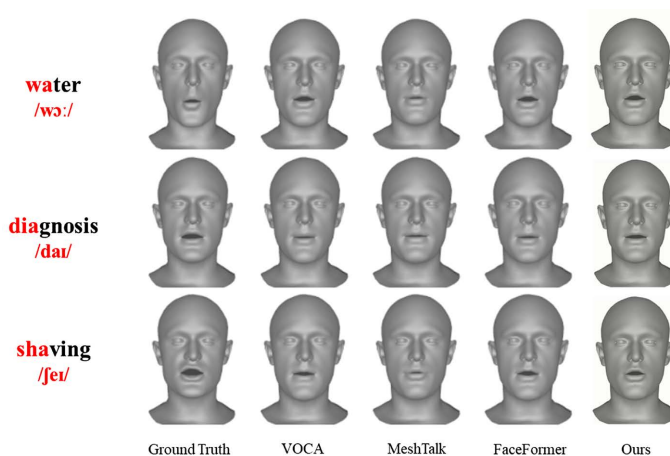 water
/wɔː/
diagnosis
/daɪ/
shaving
/ʃeɪ/
Ground Truth VOCA MeshTalk FaceFormer Ours